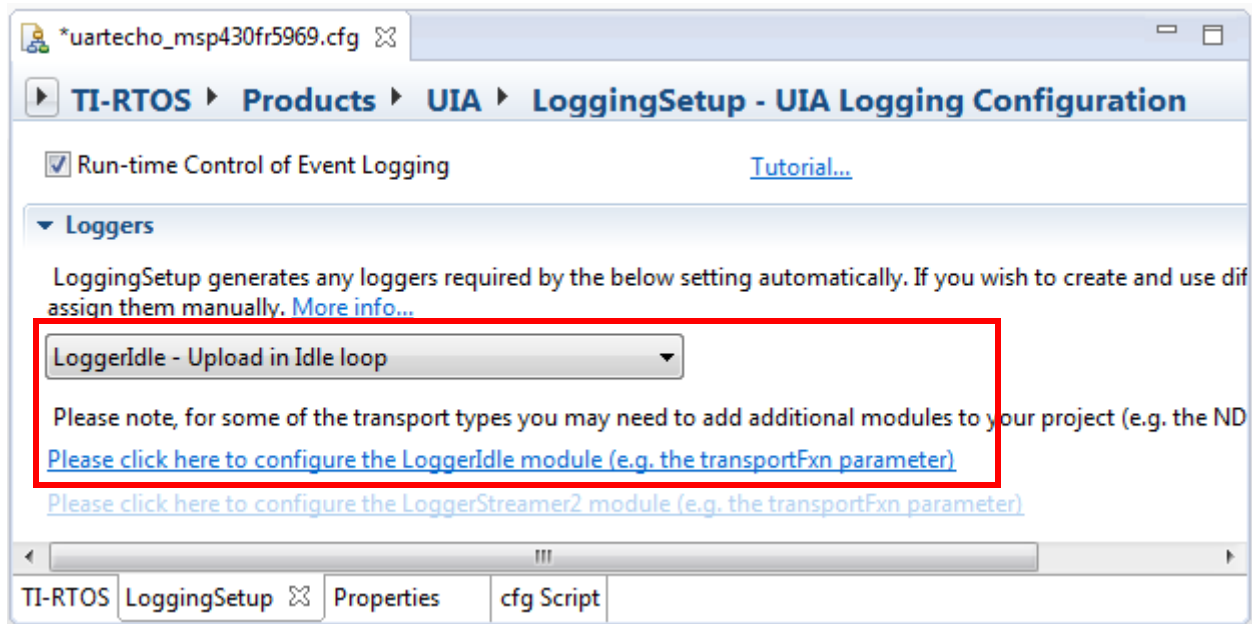 *uartecho_msp430fr5969.cfg
TI-RTOS Products UIA LoggingSetup - UIA Logging Configuration
Run-time Control of Event Logging Tutorial...
Loggers
LoggingSetup generates any loggers required by the below setting automatically. If you wish to create and use dif
assign them manually. More info...
LoggerIdle - Upload in Idle loop
Please note, for some of the transport types you may need to add additional modules to your project (e.g. the ND
Please click here to configure the LoggerIdle module (e.g. the transportFxn parameter)
Please click here to configure the LoggerStreamer2 module (e.g. the transportFxn parameter)
TI-RTOS LoggingSetup Properties cfg Script